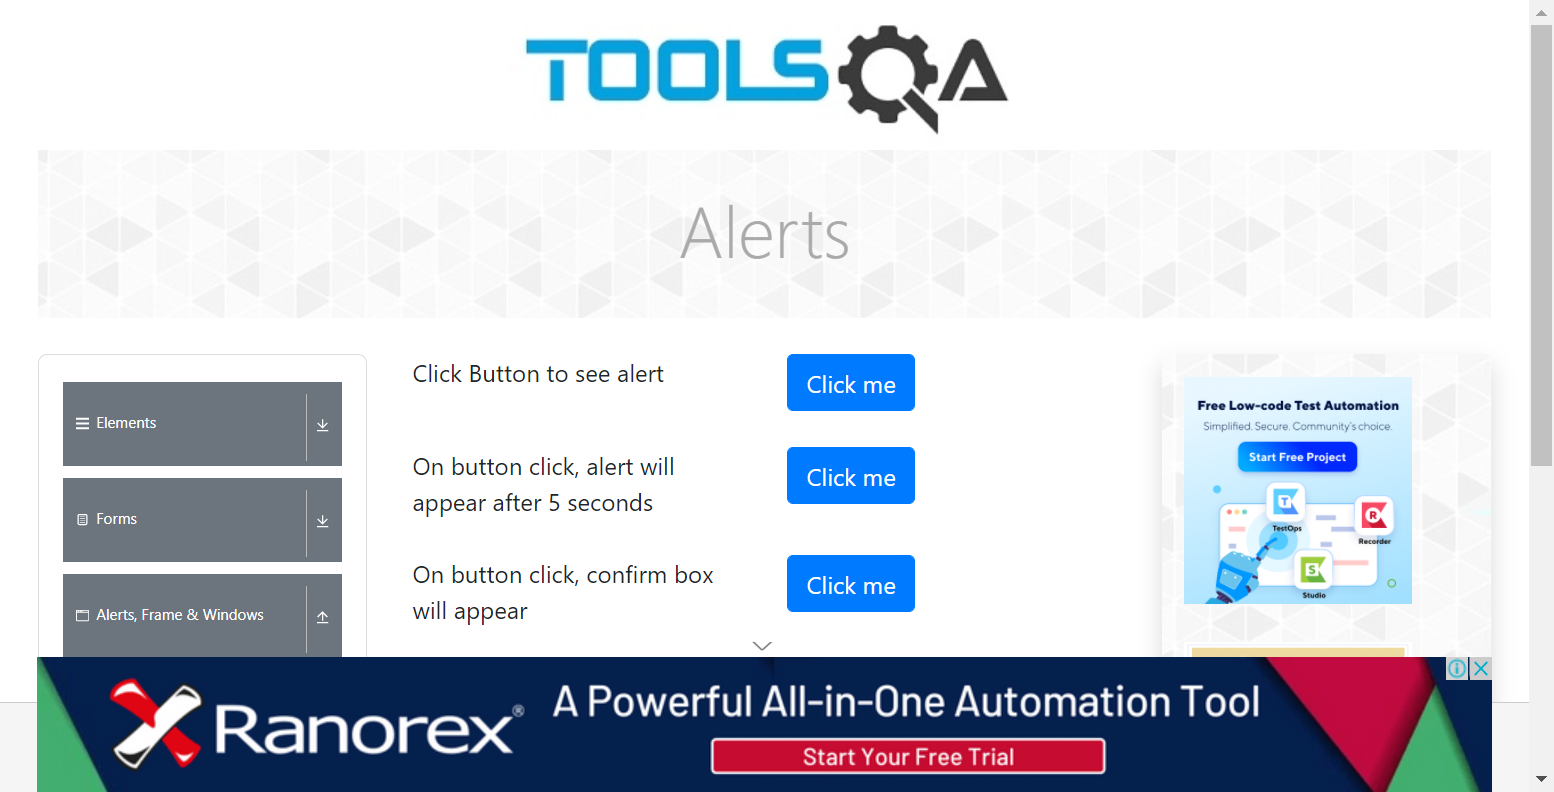 TOOLSQA
Alerts
Elements
Forms
Alerts, Frame & Windows
Click Button to see alert
Click me
On button click, alert will
appear after 5 seconds
Click me
On button click, confirm box
will appear
Click me
Free Low-code Test Automation
Simplified. Secure. Community's choice.
Start Free Project
TestOps
Recorder
Studio
Ranorex®
A Powerful All-in-One Automation Tool
Start Your Free Trial